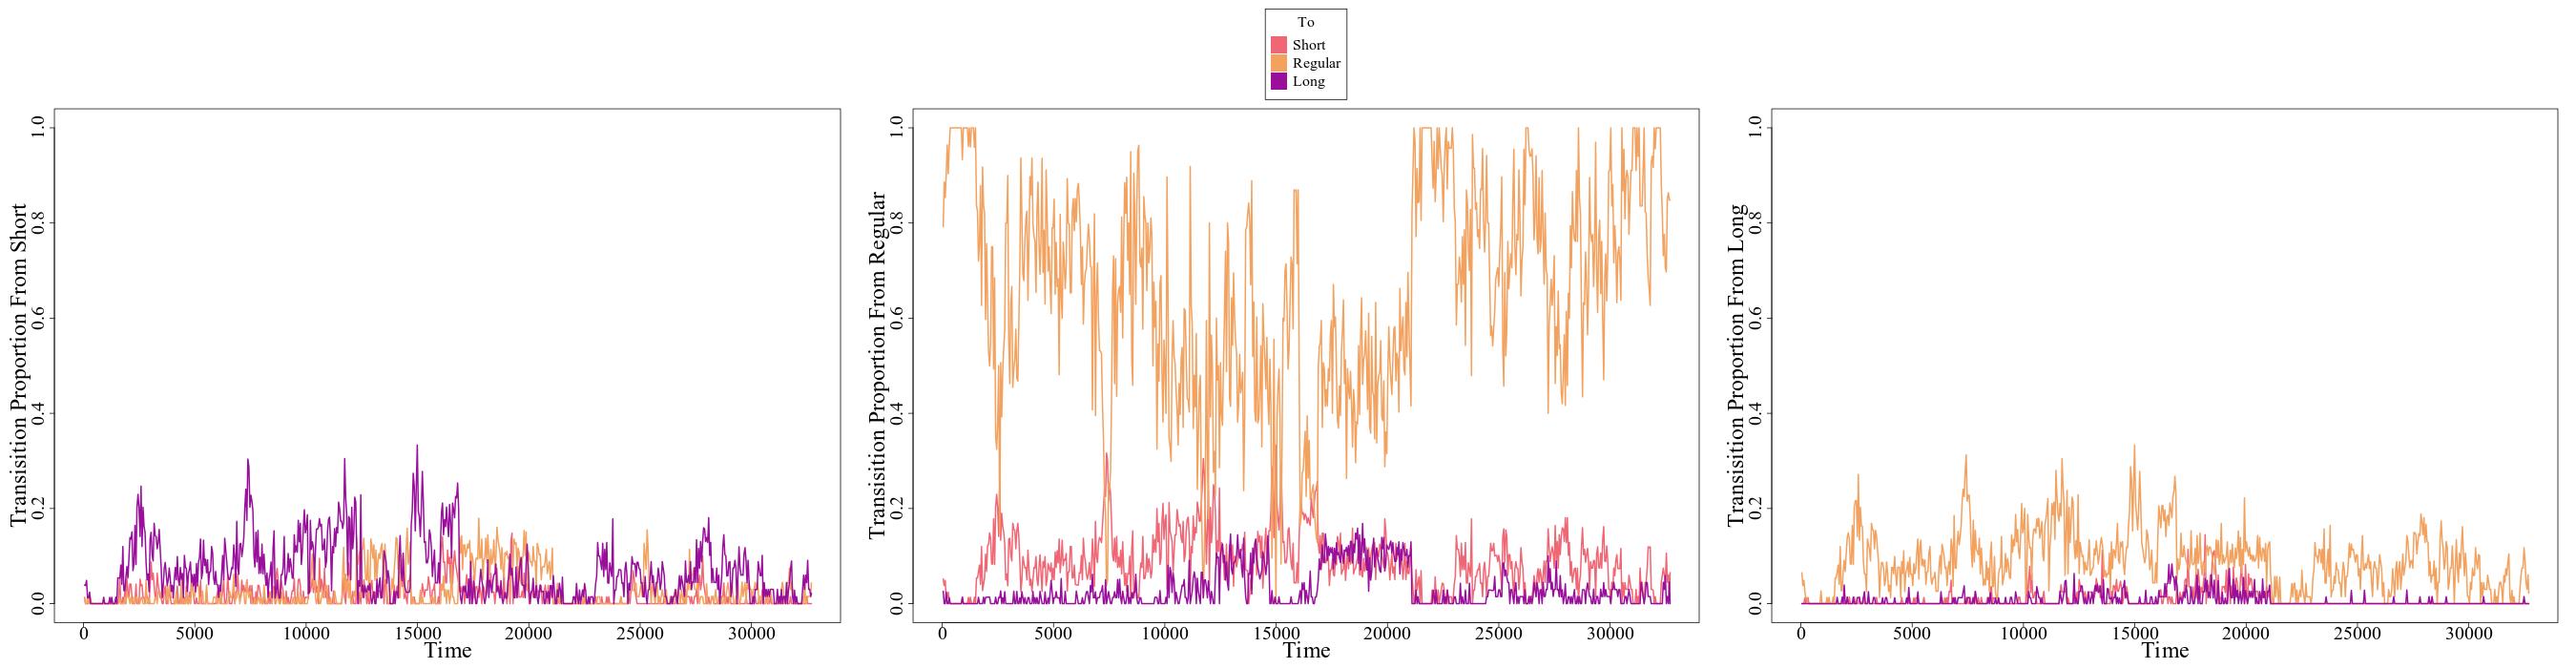 To
Short
Regular
Long
Transisition Proportion From Short
1.0
0.8
0.6
0.4
0.2
0.0
0 5000 10000 15000 20000 25000 30000
Time
Transisition Proportion From Regular
1.0
0.8
0.6
0.4
0.2
0.0
0 5000 10000 15000 20000 25000 30000
Time
Transisition Proportion From Long
1.0
0.8
0.6
0.4
0.2
0.0
0 5000 10000 15000 20000 25000 30000
Time